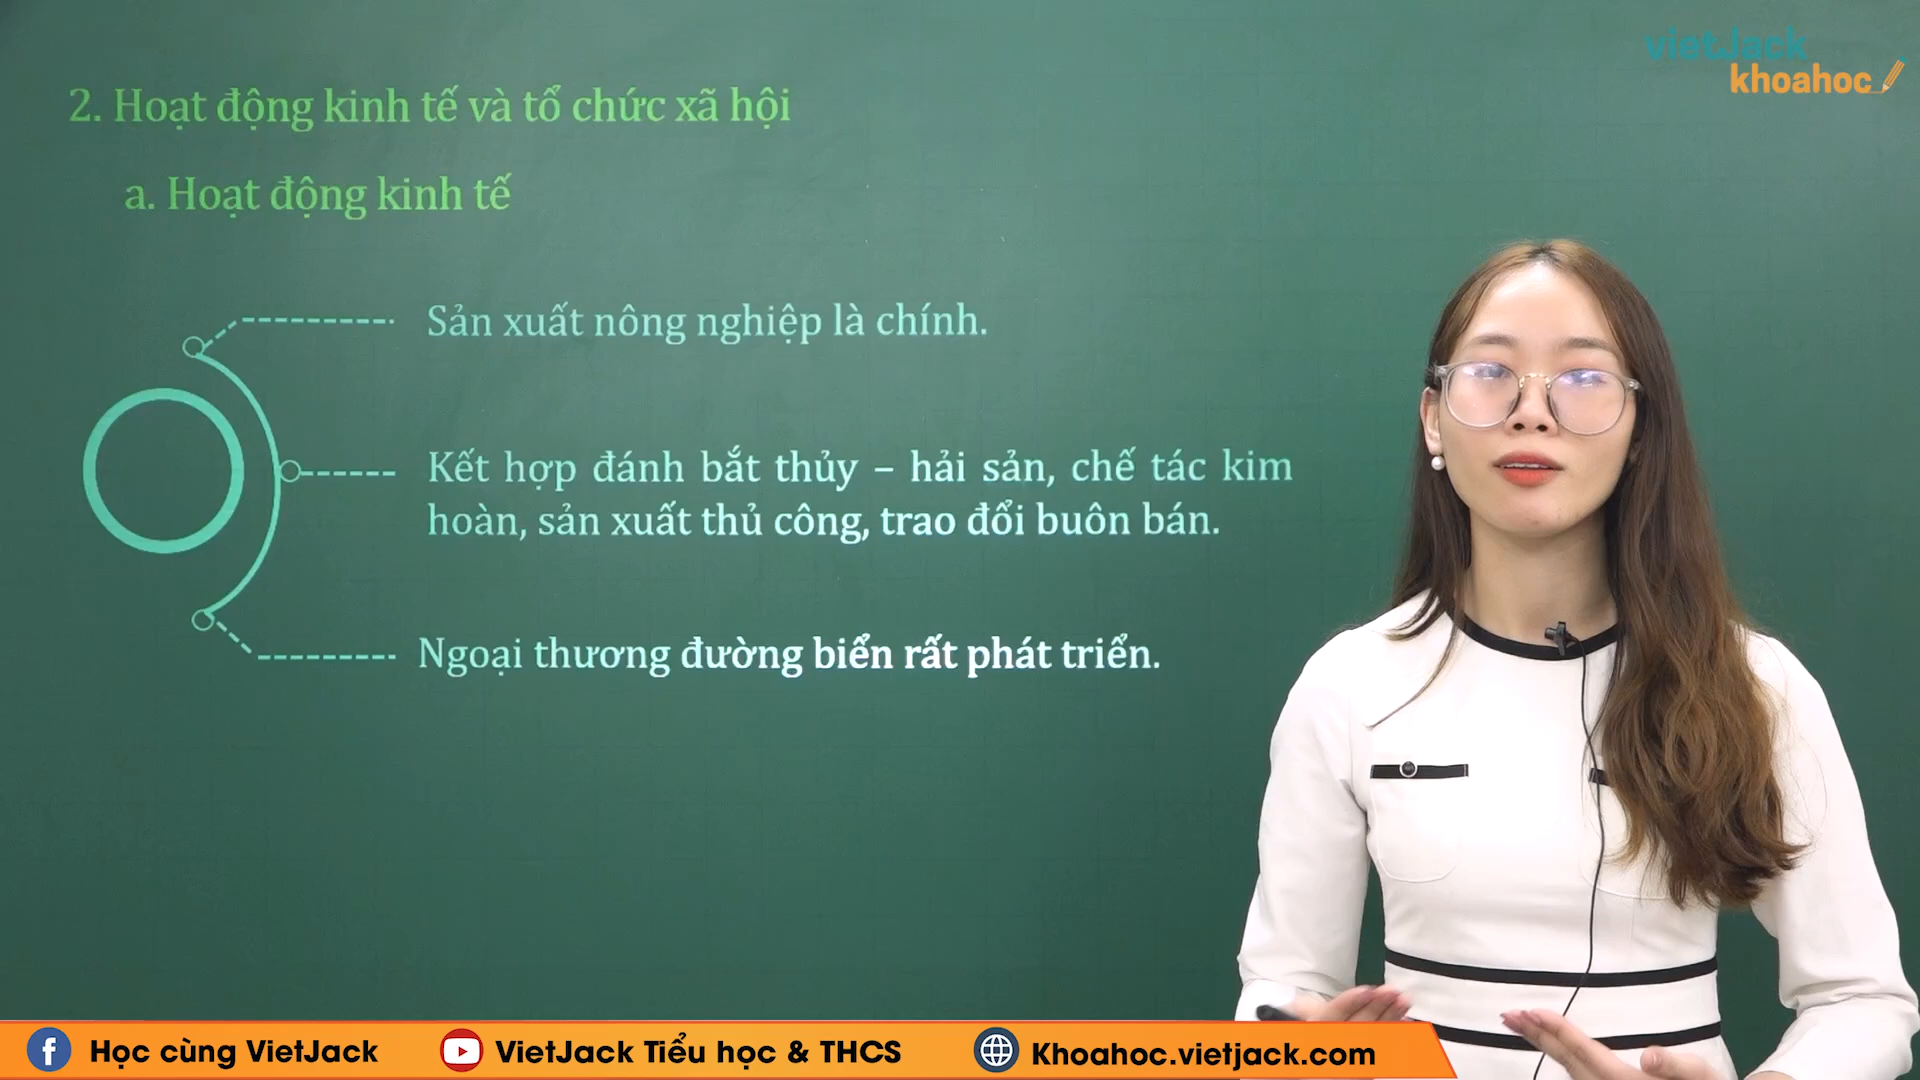 vietJack
khoahoc
2. Hoạt động kinh tế và tổ chức xã hội
a. Hoạt động kinh tế
Sản xuất nông nghiệp là chính.
Kết hợp đánh bắt thủy – hải sản, chế tác kim
hoàn, sản xuất thủ công, trao đổi buôn bán.
Ngoại thương đường biển rất phát triển.
Học cùng VietJack
VietJack Tiểu học & THCS
Khoahoc.vietjack.com